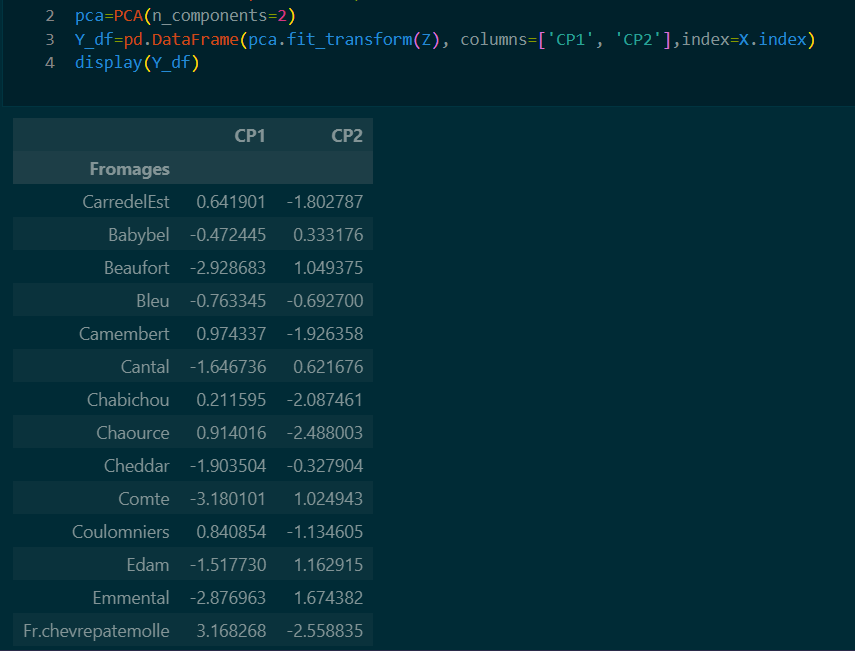 2 pca=PCA(n_components=2)
3 Y_df=pd.DataFrame(pca.fit_transform(Z), columns=['CP1', 'CP2'],index=X.index)
4 display(Y_df)
CP1 CP2
Fromages
CarredelEst 0.641901 -1.802787
Babybel -0.472445 0.333176
Beaufort -2.928683 1.049375
Bleu -0.763345 -0.692700
Camembert 0.974337 -1.926358
Cantal -1.646736 0.621676
Chabichou 0.211595 -2.087461
Chaource 0.914016 -2.488003
Cheddar -1.903504 -0.327904
Comte -3.180101 1.024943
Coulomniers 0.840854 -1.134605
Edam -1.517730 1.162915
Emmental -2.876963 1.674382
Fr.chevrepatemolle 3.168268 -2.558835